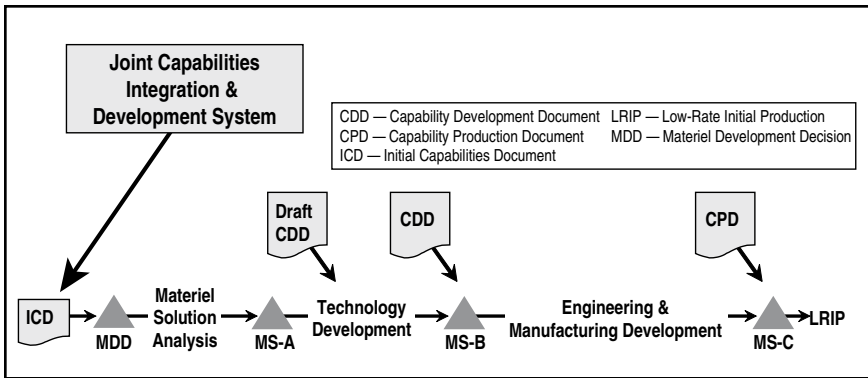 Joint Capabilities
Integration &
Development System
CDD — Capability Development Document LRIP — Low-Rate Initial Production
CPD — Capability Production Document MDD — Materiel Development Decision
ICD — Initial Capabilities Document
Draft
CDD
CDD
CPD
ICD
MDD
Materiel
Solution
Analysis
MS-A
Technology
Development
MS-B
Engineering &
Manufacturing Development
MS-C
LRIP